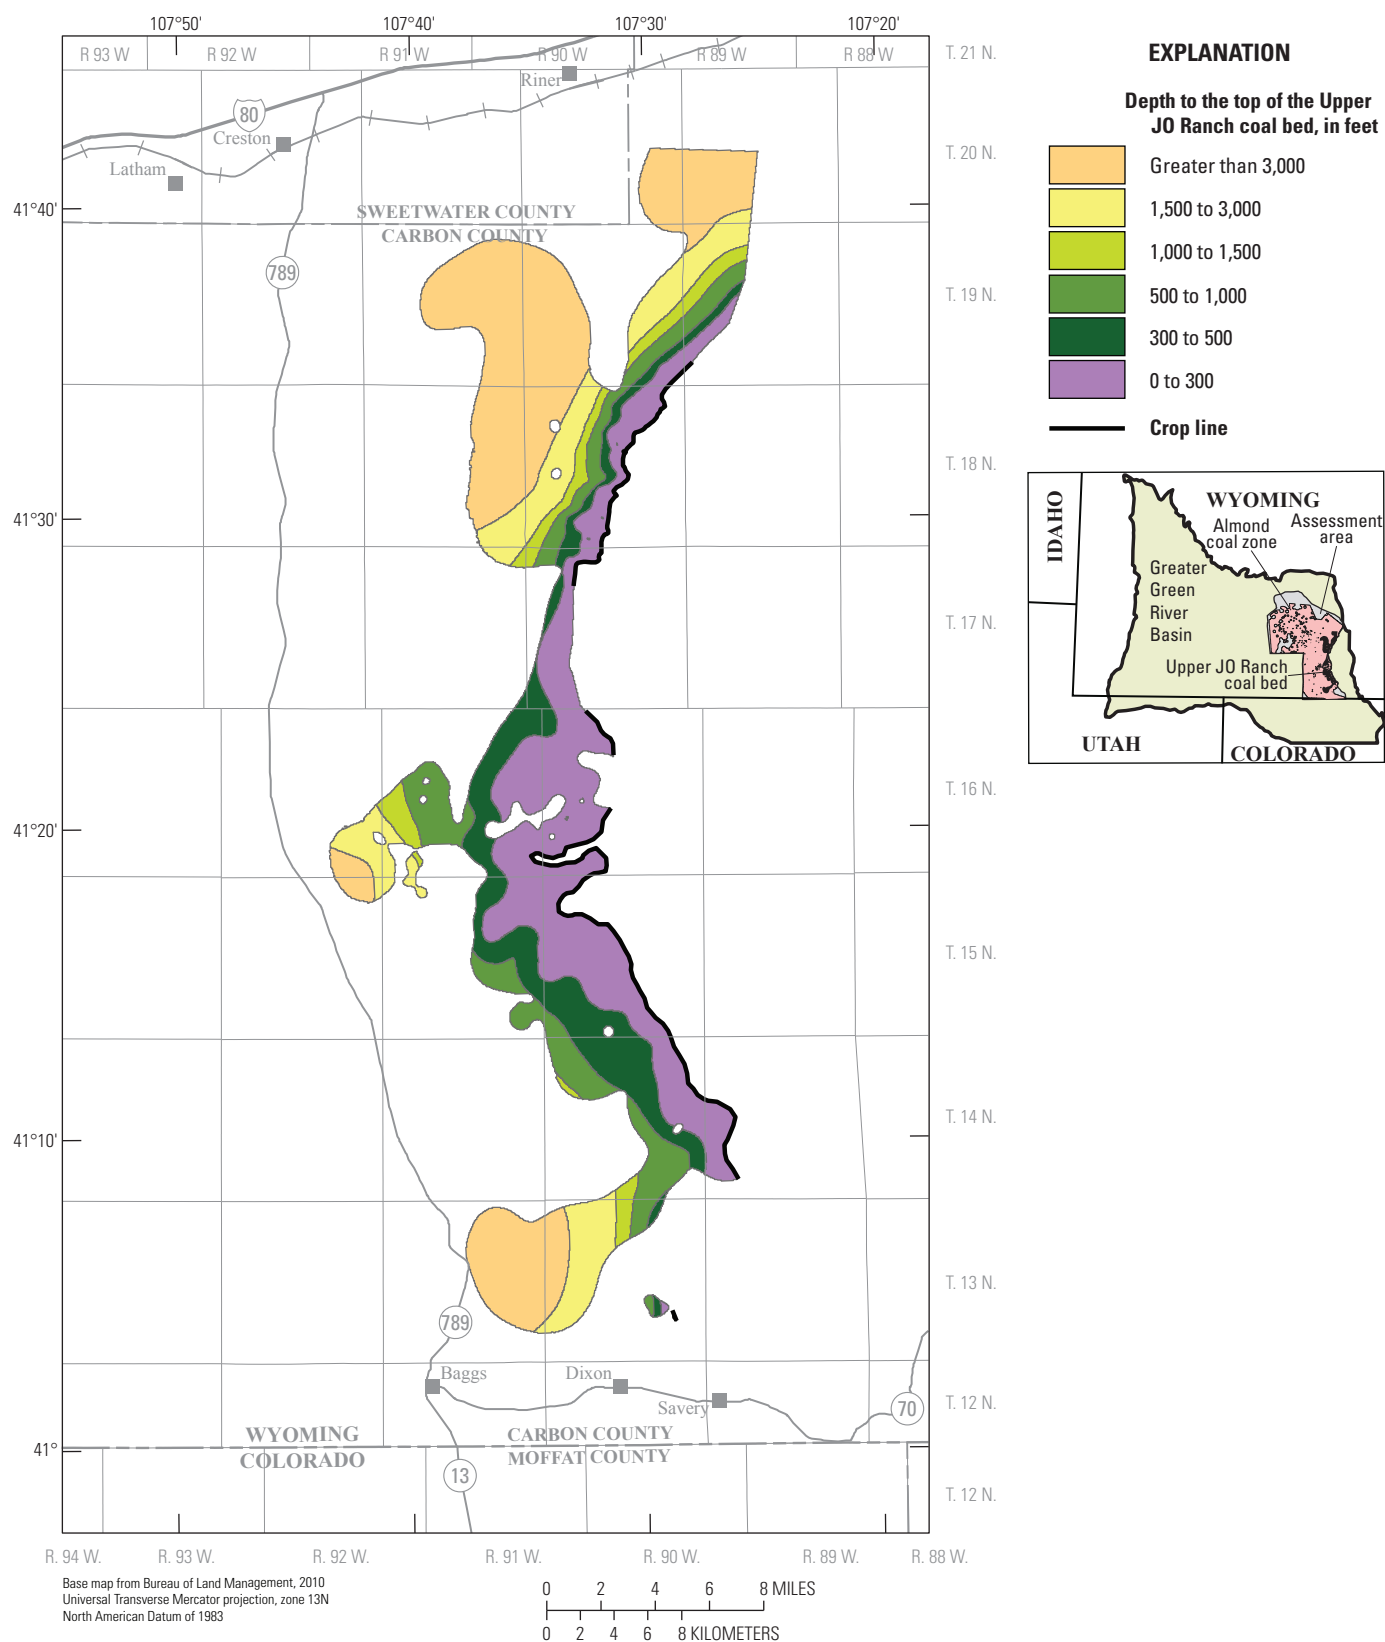 107°50'
107°40'
107°30'
107°20'
R 93 W
R 92 W
R 91 W
R 90 W
R 89 W
R 88 W
T. 21 N.
Riner
80
Creston
Latham
T. 20 N.
41°40'
SWEETWATER COUNTY
CARBON COUNTY
789
T. 19 N.
T. 18 N.
41°30'
T. 17 N.
T. 16 N.
41°20'
T. 15 N.
T. 14 N.
41°10'
T. 13 N.
789
Baggs
Dixon
Savery
70
T. 12 N.
WYOMING
COLORADO
CARBON COUNTY
MOFFAT COUNTY
41°
13
T. 12 N.
R. 94 W.
R. 93 W.
R. 92 W.
R. 91 W.
R. 90 W.
R. 89 W.
R. 88 W.
Base map from Bureau of Land Management, 2010
Universal Transverse Mercator projection, zone 13N
North American Datum of 1983
0 2 4 6 8 MILES
0 2 4 6 8 KILOMETERS
EXPLANATION
Depth to the top of the Upper
JO Ranch coal bed, in feet
Greater than 3,000
1,500 to 3,000
1,000 to 1,500
500 to 1,000
300 to 500
0 to 300
Crop line
IDAHO
WYOMING
Almond
coal zone
Assessment
area
Greater
Green
River
Basin
Upper JO Ranch
coal bed
UTAH
COLORADO